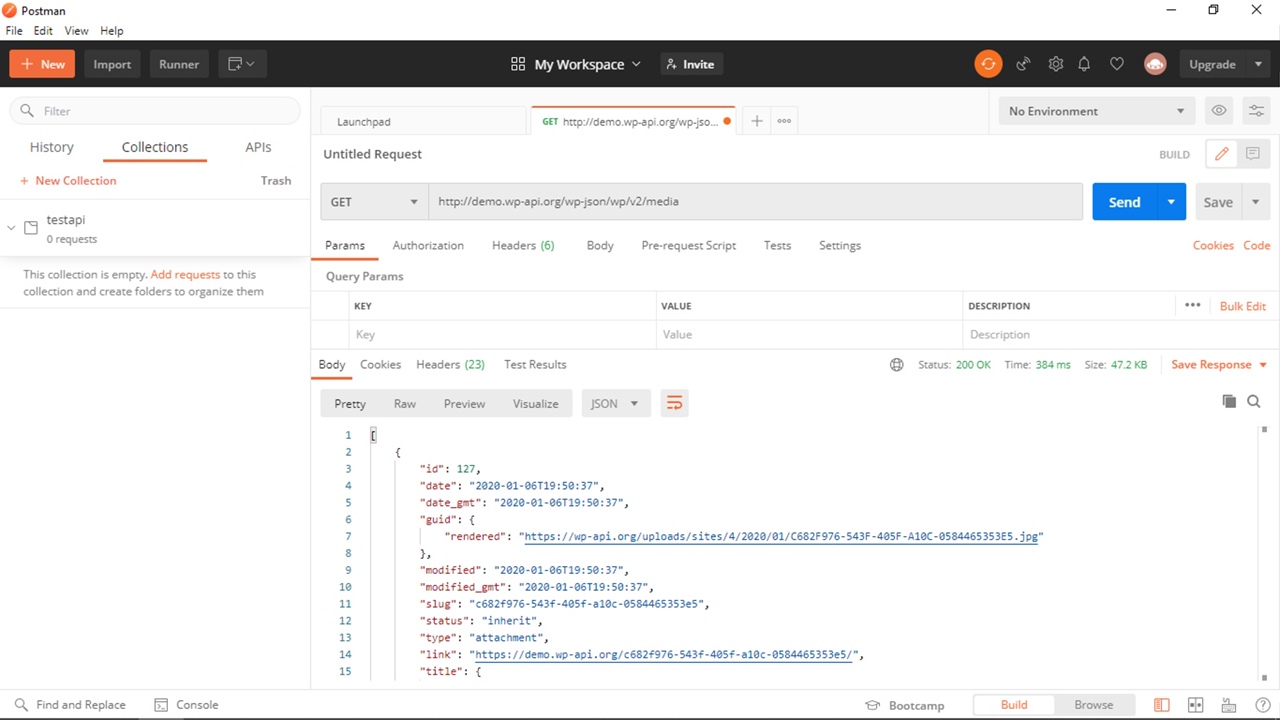 Postman
File Edit View Help
+ New Import Runner My Workspace Invite Upgrade
Filter
History Collections APIs
+ New Collection Trash
testapi
0 requests
This collection is empty. Add requests to this
collection and create folders to organize them
Launchpad GET http://demo.wp-api.org/wp-jso... + ••• No Environment
Untitled Request BUILD
GET http://demo.wp-api.org/wp-json/wp/v2/media Send Save
Params Authorization Headers (6) Body Pre-request Script Tests Settings Cookies Code
Query Params
KEY VALUE DESCRIPTION ••• Bulk Edit
Key Value Description
Body Cookies Headers (23) Test Results Status: 200 OK Time: 384 ms Size: 47.2 KB Save Response
Pretty Raw Preview Visualize JSON
1 [
2 {
3 "id": 127,
4 "date": "2020-01-06T19:50:37",
5 "date_gmt": "2020-01-06T19:50:37",
6 "guid": {
7 "rendered": "https://wp-api.org/uploads/sites/4/2020/01/C682F976-543F-405F-A10C-0584465353E5.jpg"
8 },
9 "modified": "2020-01-06T19:50:37",
10 "modified_gmt": "2020-01-06T19:50:37",
11 "slug": "c682f976-543f-405f-a10c-0584465353e5",
12 "status": "inherit",
13 "type": "attachment",
14 "link": "https://demo.wp-api.org/c682f976-543f-405f-a10c-0584465353e5/",
15 "title": {
Find and Replace Console Bootcamp Build Browse